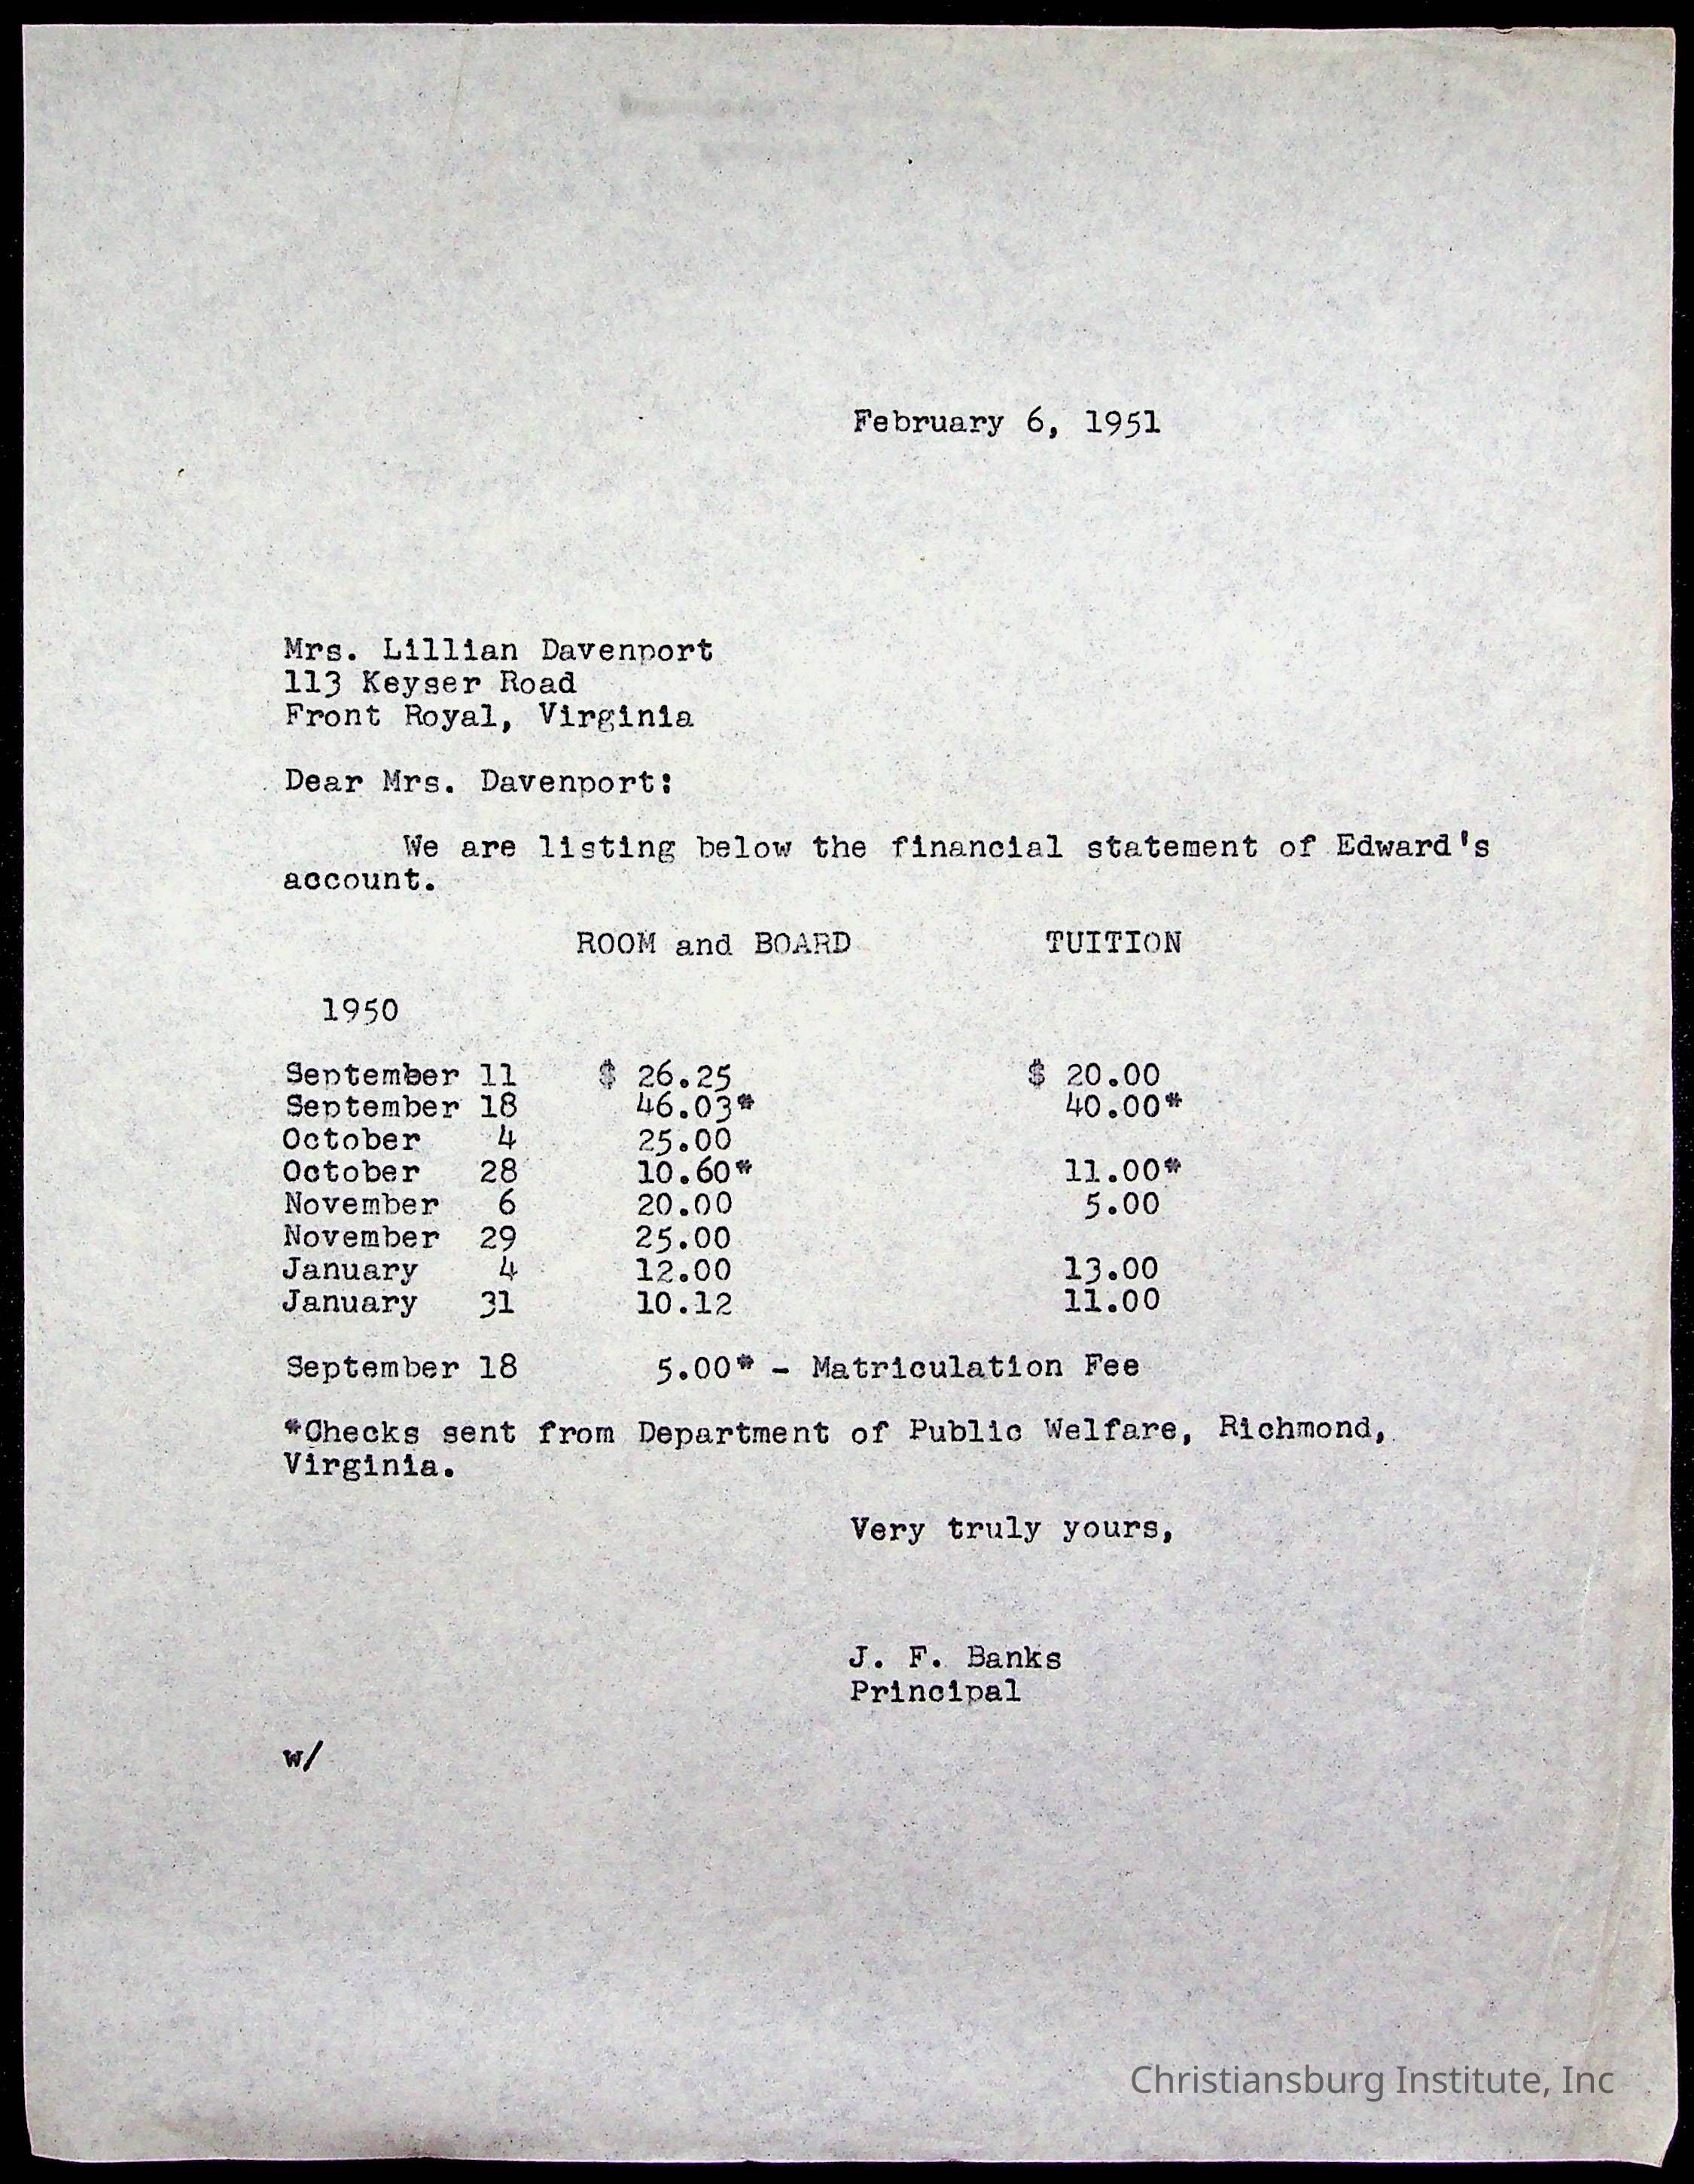 February 6, 1951
Mrs. Lillian Davenport
113 Keyser Road
Front Royal, Virginia
Dear Mrs. Davenport:
We are listing below the financial statement of Edward's
account.
ROOM and BOARD TUITION
1950
September 11 $ 26.25 $ 20.00
September 18 46.03* 40.00*
October 4 25.00
October 28 10.60* 11.00*
November 6 20.00 5.00
November 29 25.00
January 4 12.00 13.00
January 31 10.12 11.00
September 18 5.00* - Matriculation Fee
*Checks sent from Department of Public Welfare, Richmond,
Virginia.
Very truly yours,
J. F. Banks
Principal
w/
Christiansburg Institute, Inc